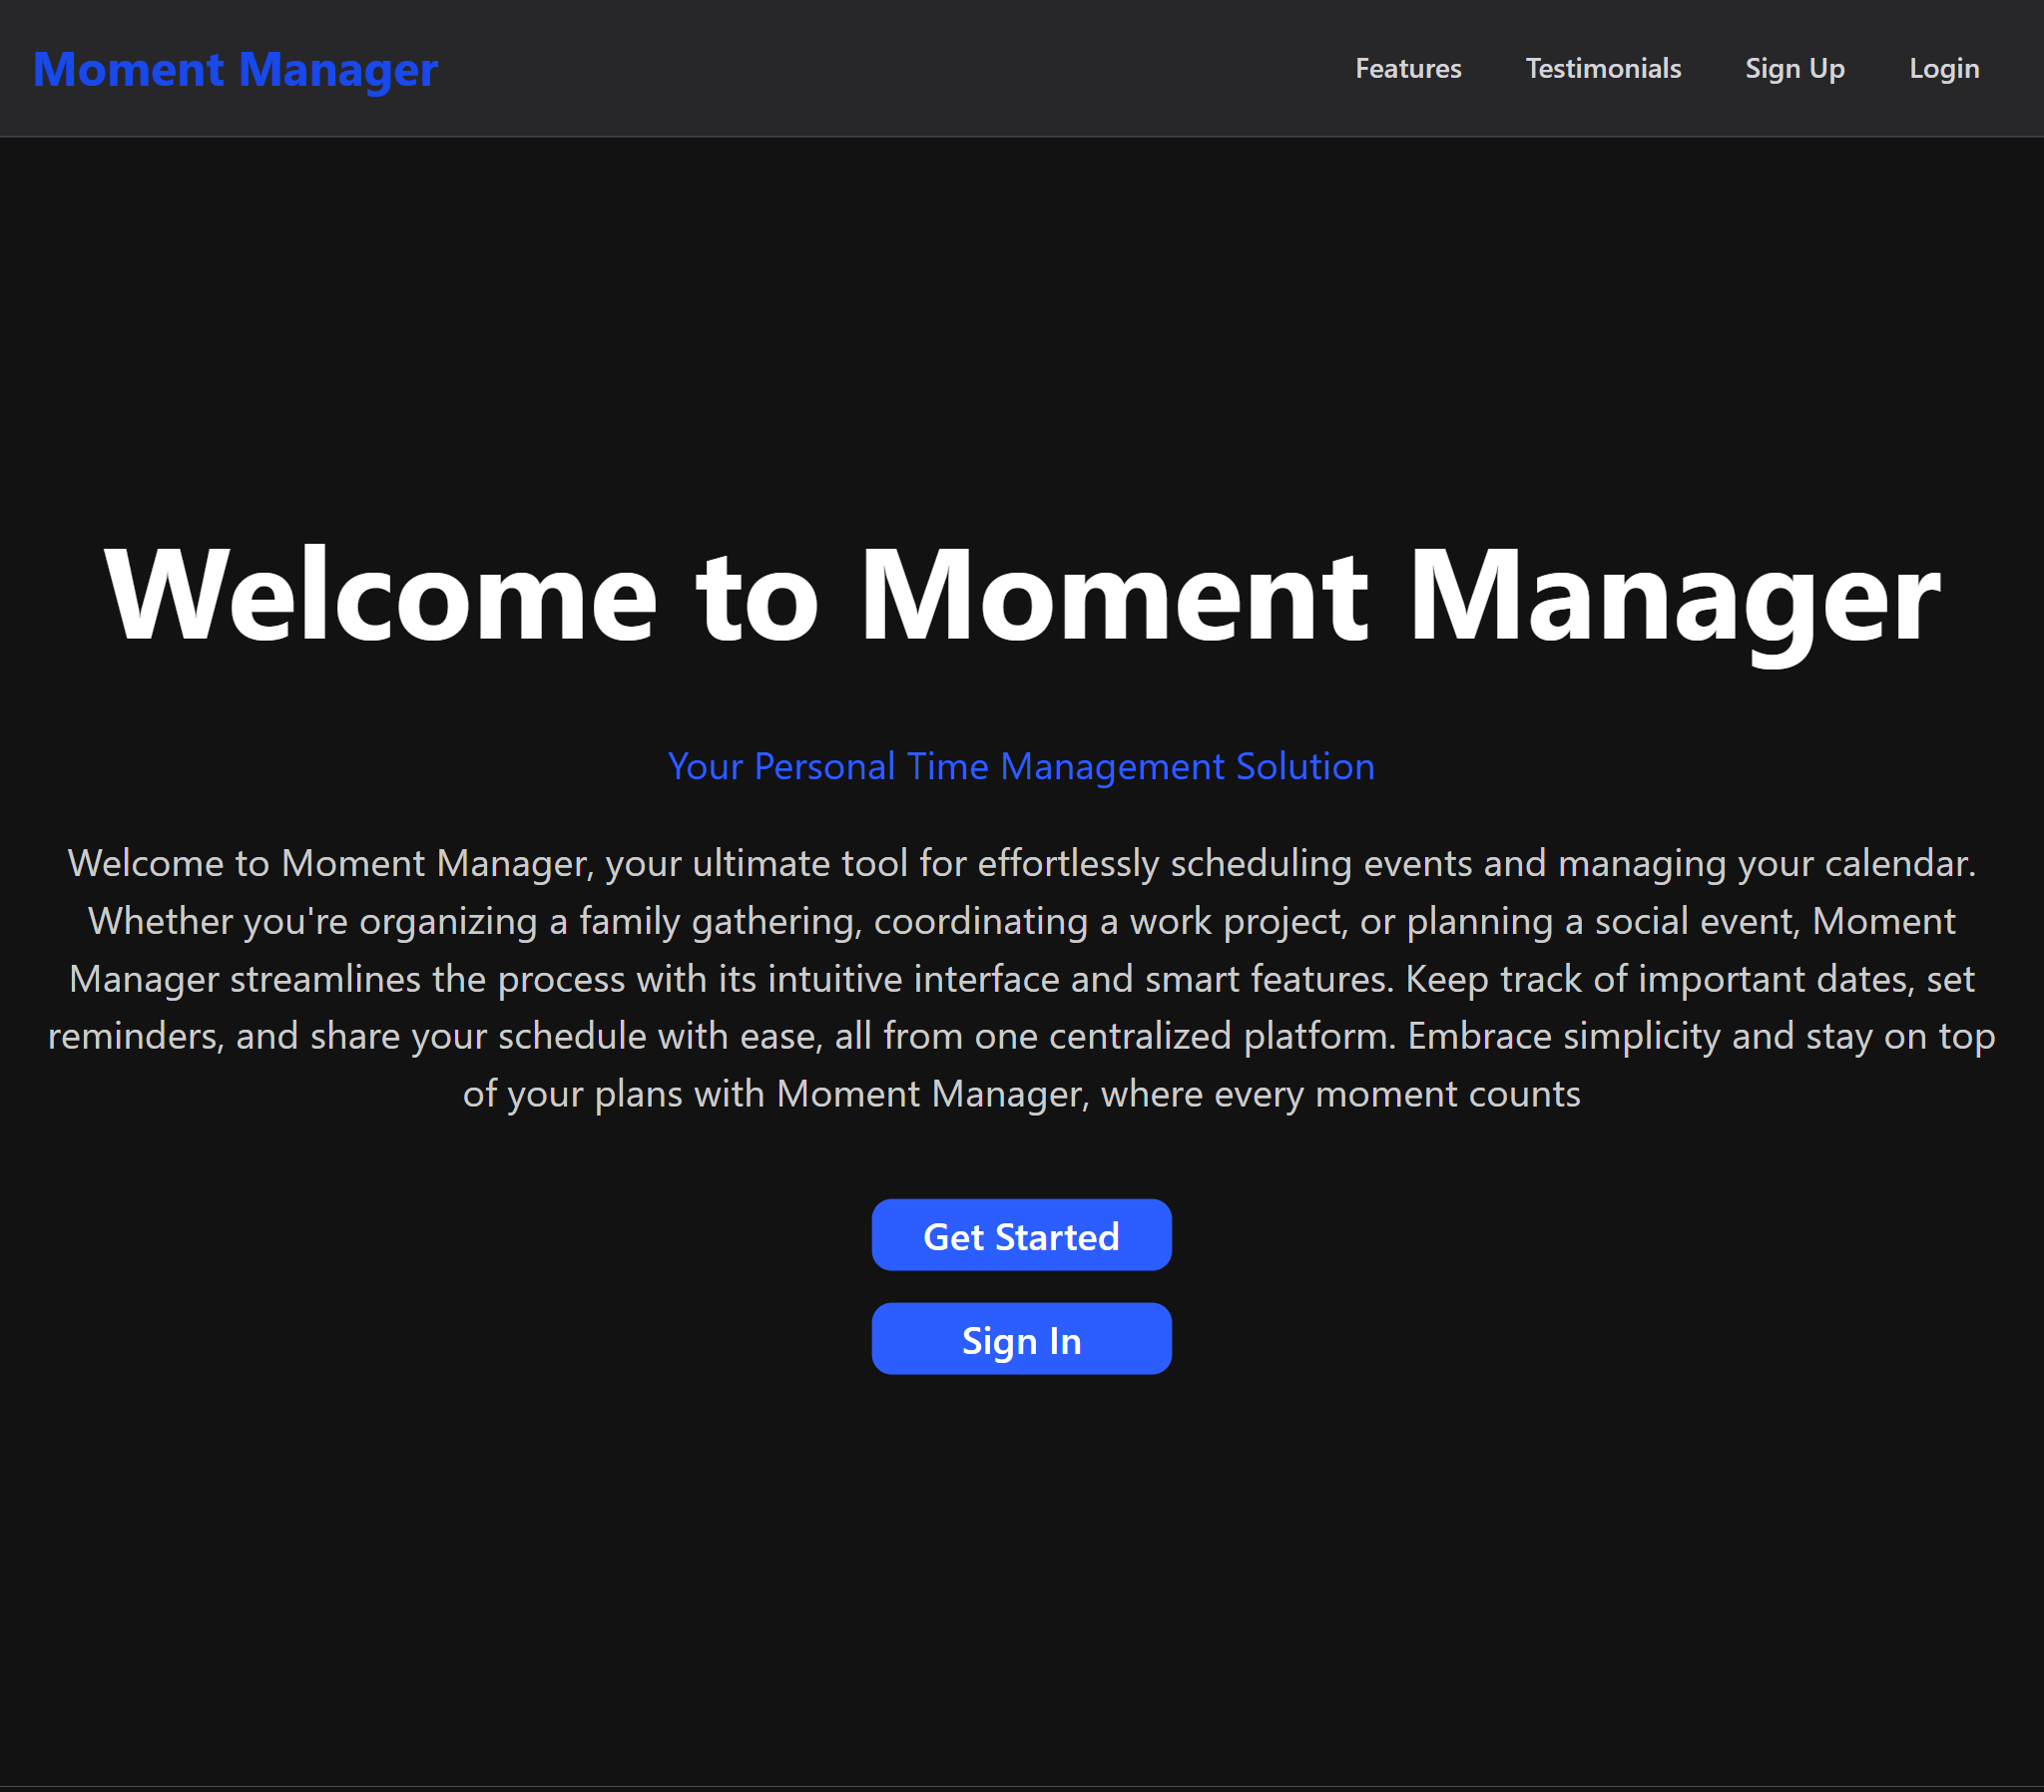 Moment Manager
Features
Testimonials
Sign Up
Login
Welcome to Moment Manager
Your Personal Time Management Solution
Welcome to Moment Manager, your ultimate tool for effortlessly scheduling events and managing your calendar.
Whether you're organizing a family gathering, coordinating a work project, or planning a social event, Moment
Manager streamlines the process with its intuitive interface and smart features. Keep track of important dates, set
reminders, and share your schedule with ease, all from one centralized platform. Embrace simplicity and stay on top
of your plans with Moment Manager, where every moment counts
Get Started
Sign In